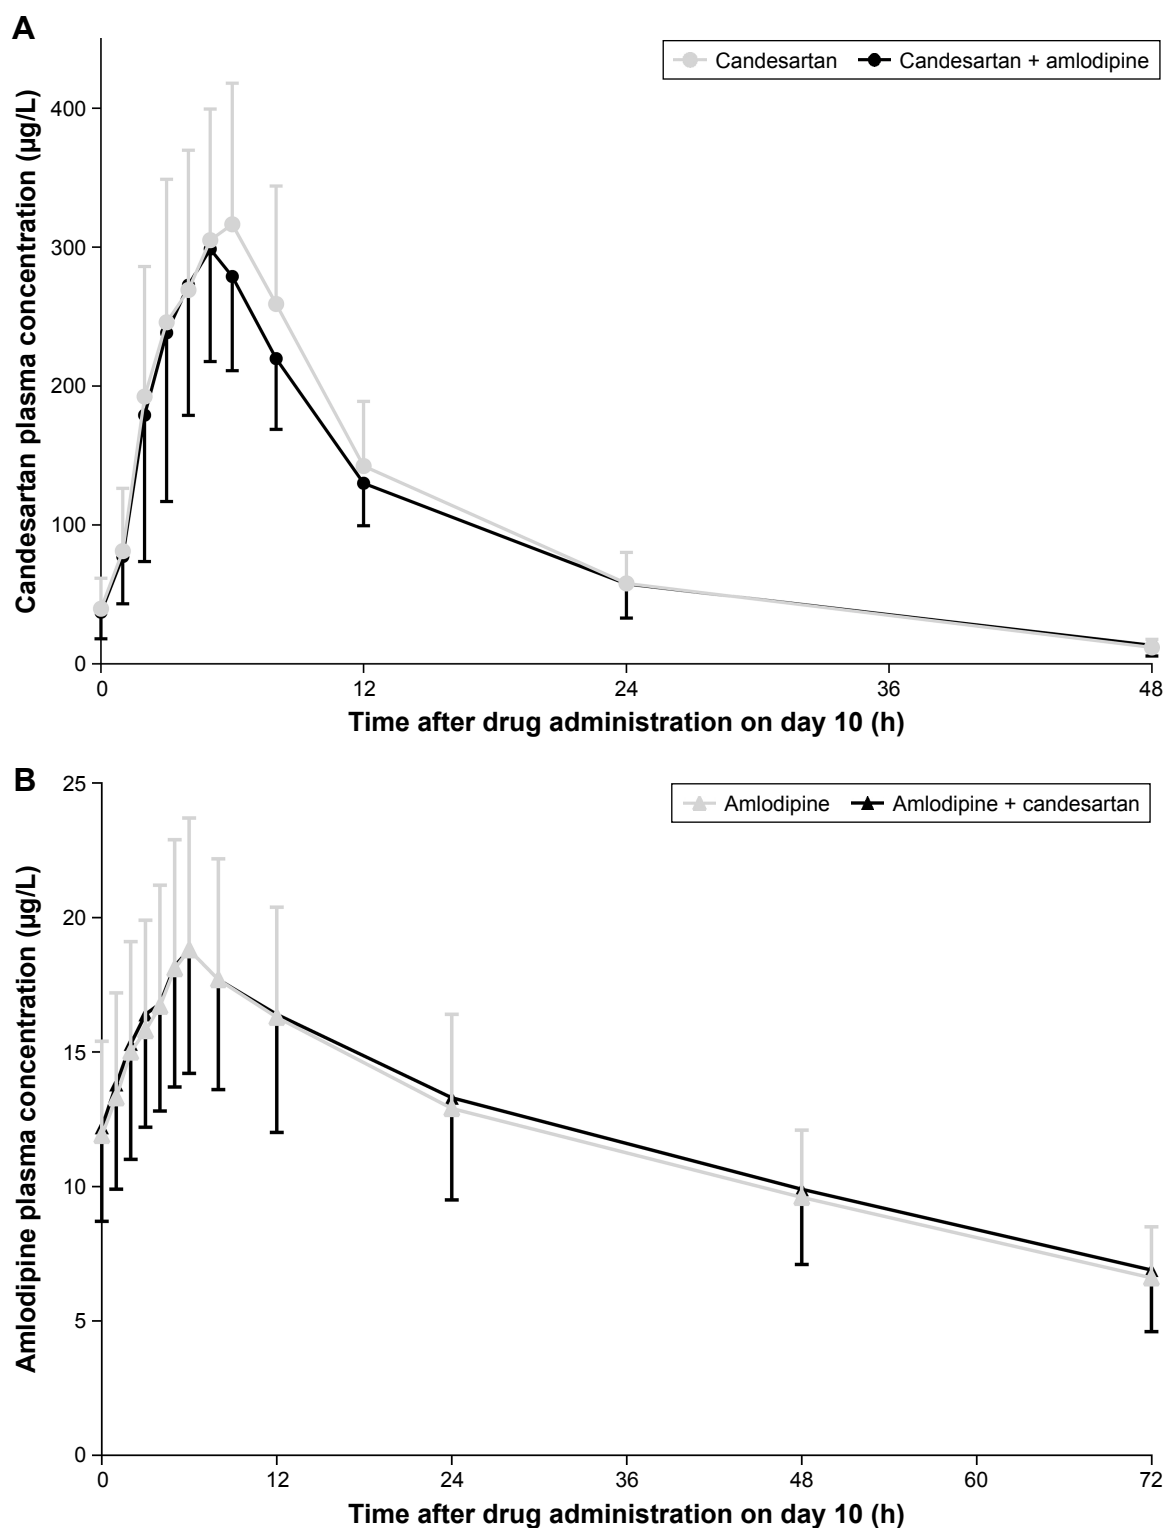 A
Candesartan Candesartan + amlodipine
Candesartan plasma concentration (µg/L)
400
300
200
100
0
0 12 24 36 48
Time after drug administration on day 10 (h)
B
Amlodipine Amlodipine + candesartan
Amlodipine plasma concentration (µg/L)
25
20
15
10
5
0
0 12 24 36 48 60 72
Time after drug administration on day 10 (h)